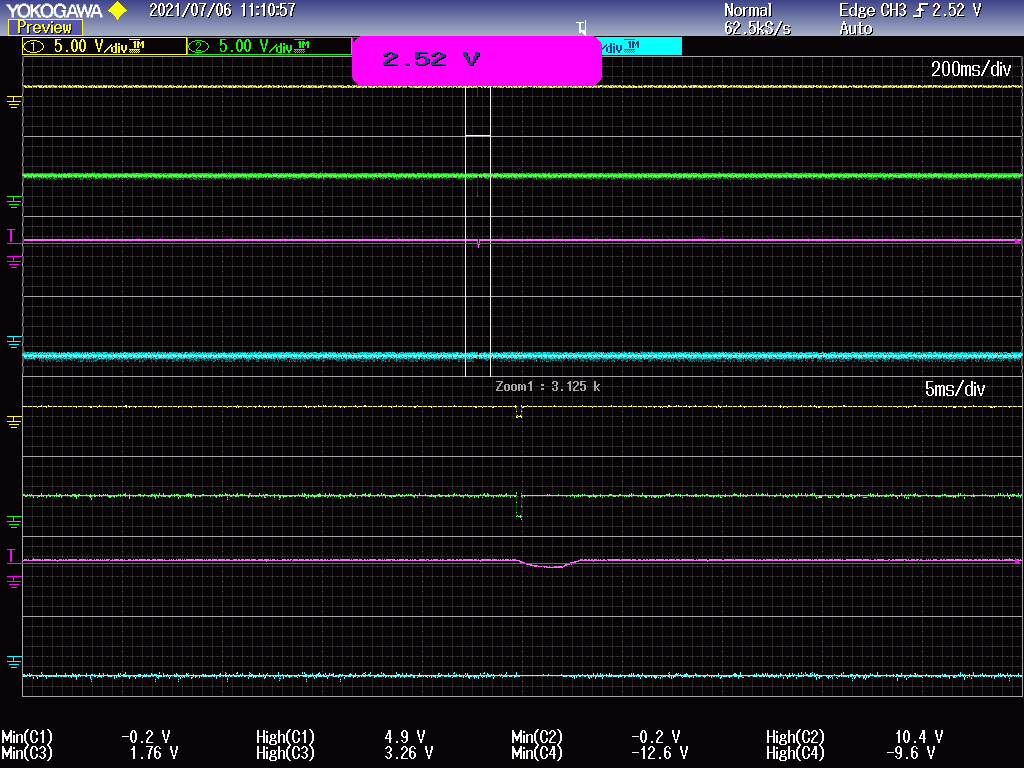 YOKOGAWA 2021/07/06 11:10:57 Normal Edge CH3 2.52 V
Preview 62.5kS/s Auto
1 5.00 V/div 1M 2 5.00 V/div 1M /div 1M
2.52 V
200ms/div
T
T
Zoom1 : 3.125 k
5ms/div
T
Min(C1) -0.2 V High(C1) 4.9 V Min(C2) -0.2 V High(C2) 10.4 V
Min(C3) 1.76 V High(C3) 3.26 V Min(C4) -12.6 V High(C4) -9.6 V